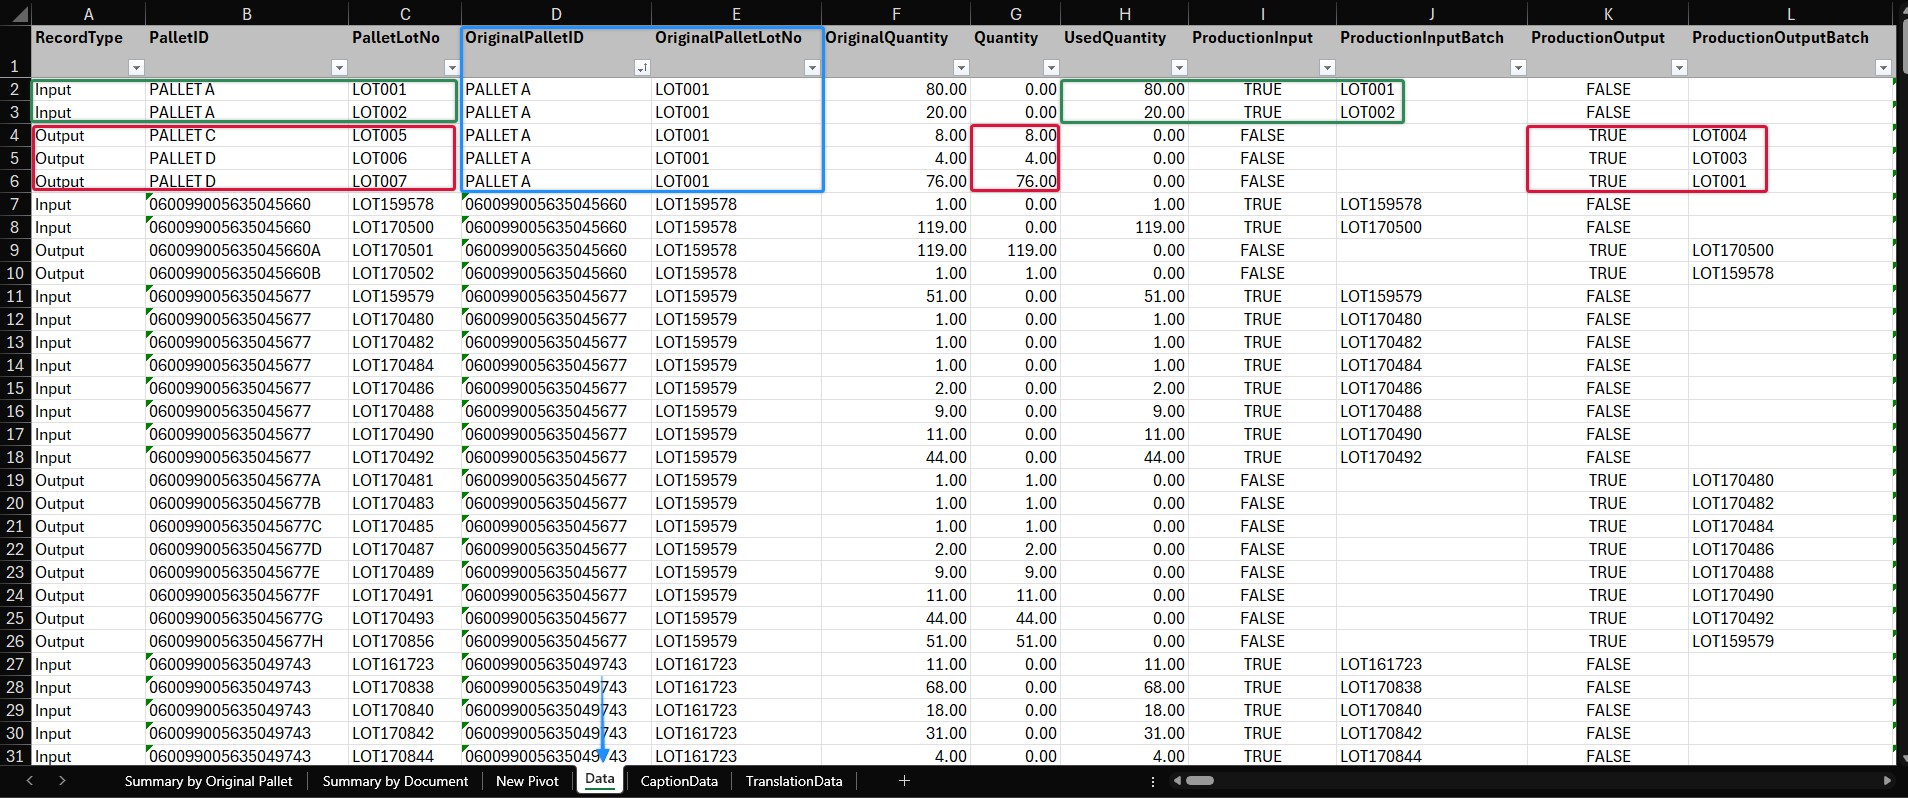 A B C D E F G H I J K L
1 RecordType PalletID PalletLotNo OriginalPalletID OriginalPalletLotNo OriginalQuantity Quantity UsedQuantity ProductionInput ProductionInputBatch ProductionOutput ProductionOutputBatch
2 Input PALLET A LOT001 PALLET A LOT001 80.00 0.00 80.00 TRUE LOT001 FALSE
3 Input PALLET A LOT002 PALLET A LOT001 20.00 0.00 20.00 TRUE LOT002 FALSE
4 Output PALLET C LOT005 PALLET A LOT001 8.00 8.00 0.00 FALSE TRUE LOT004
5 Output PALLET D LOT006 PALLET A LOT001 4.00 4.00 0.00 FALSE TRUE LOT003
6 Output PALLET D LOT007 PALLET A LOT001 76.00 76.00 0.00 FALSE TRUE LOT001
7 Input 060099005635045660 LOT159578 060099005635045660 LOT159578 1.00 0.00 1.00 TRUE LOT159578 FALSE
8 Input 060099005635045660 LOT170500 060099005635045660 LOT159578 119.00 0.00 119.00 TRUE LOT170500 FALSE
9 Output 060099005635045660A LOT170501 060099005635045660 LOT159578 119.00 119.00 0.00 FALSE TRUE LOT170500
10 Output 060099005635045660B LOT170502 060099005635045660 LOT159578 1.00 1.00 0.00 FALSE TRUE LOT159578
11 Input 060099005635045677 LOT159579 060099005635045677 LOT159579 51.00 0.00 51.00 TRUE LOT159579 FALSE
12 Input 060099005635045677 LOT170480 060099005635045677 LOT159579 1.00 0.00 1.00 TRUE LOT170480 FALSE
13 Input 060099005635045677 LOT170482 060099005635045677 LOT159579 1.00 0.00 1.00 TRUE LOT170482 FALSE
14 Input 060099005635045677 LOT170484 060099005635045677 LOT159579 1.00 0.00 1.00 TRUE LOT170484 FALSE
15 Input 060099005635045677 LOT170486 060099005635045677 LOT159579 2.00 0.00 2.00 TRUE LOT170486 FALSE
16 Input 060099005635045677 LOT170488 060099005635045677 LOT159579 9.00 0.00 9.00 TRUE LOT170488 FALSE
17 Input 060099005635045677 LOT170490 060099005635045677 LOT159579 11.00 0.00 11.00 TRUE LOT170490 FALSE
18 Input 060099005635045677 LOT170492 060099005635045677 LOT159579 44.00 0.00 44.00 TRUE LOT170492 FALSE
19 Output 060099005635045677A LOT170481 060099005635045677 LOT159579 1.00 1.00 0.00 FALSE TRUE LOT170480
20 Output 060099005635045677B LOT170483 060099005635045677 LOT159579 1.00 1.00 0.00 FALSE TRUE LOT170482
21 Output 060099005635045677C LOT170485 060099005635045677 LOT159579 1.00 1.00 0.00 FALSE TRUE LOT170484
22 Output 060099005635045677D LOT170487 060099005635045677 LOT159579 2.00 2.00 0.00 FALSE TRUE LOT170486
23 Output 060099005635045677E LOT170489 060099005635045677 LOT159579 9.00 9.00 0.00 FALSE TRUE LOT170488
24 Output 060099005635045677F LOT170491 060099005635045677 LOT159579 11.00 11.00 0.00 FALSE TRUE LOT170490
25 Output 060099005635045677G LOT170493 060099005635045677 LOT159579 44.00 44.00 0.00 FALSE TRUE LOT170492
26 Output 060099005635045677H LOT170856 060099005635045677 LOT159579 51.00 51.00 0.00 FALSE TRUE LOT159579
27 Input 060099005635049743 LOT161723 060099005635049743 LOT161723 11.00 0.00 11.00 TRUE LOT161723 FALSE
28 Input 060099005635049743 LOT170838 060099005635049743 LOT161723 68.00 0.00 68.00 TRUE LOT170838 FALSE
29 Input 060099005635049743 LOT170840 060099005635049743 LOT161723 18.00 0.00 18.00 TRUE LOT170840 FALSE
30 Input 060099005635049743 LOT170842 060099005635049743 LOT161723 31.00 0.00 31.00 TRUE LOT170842 FALSE
31 Input 060099005635049743 LOT170844 060099005635049743 LOT161723 4.00 0.00 4.00 TRUE LOT170844 FALSE
Summary by Original Pallet Summary by Document New Pivot Data CaptionData TranslationData